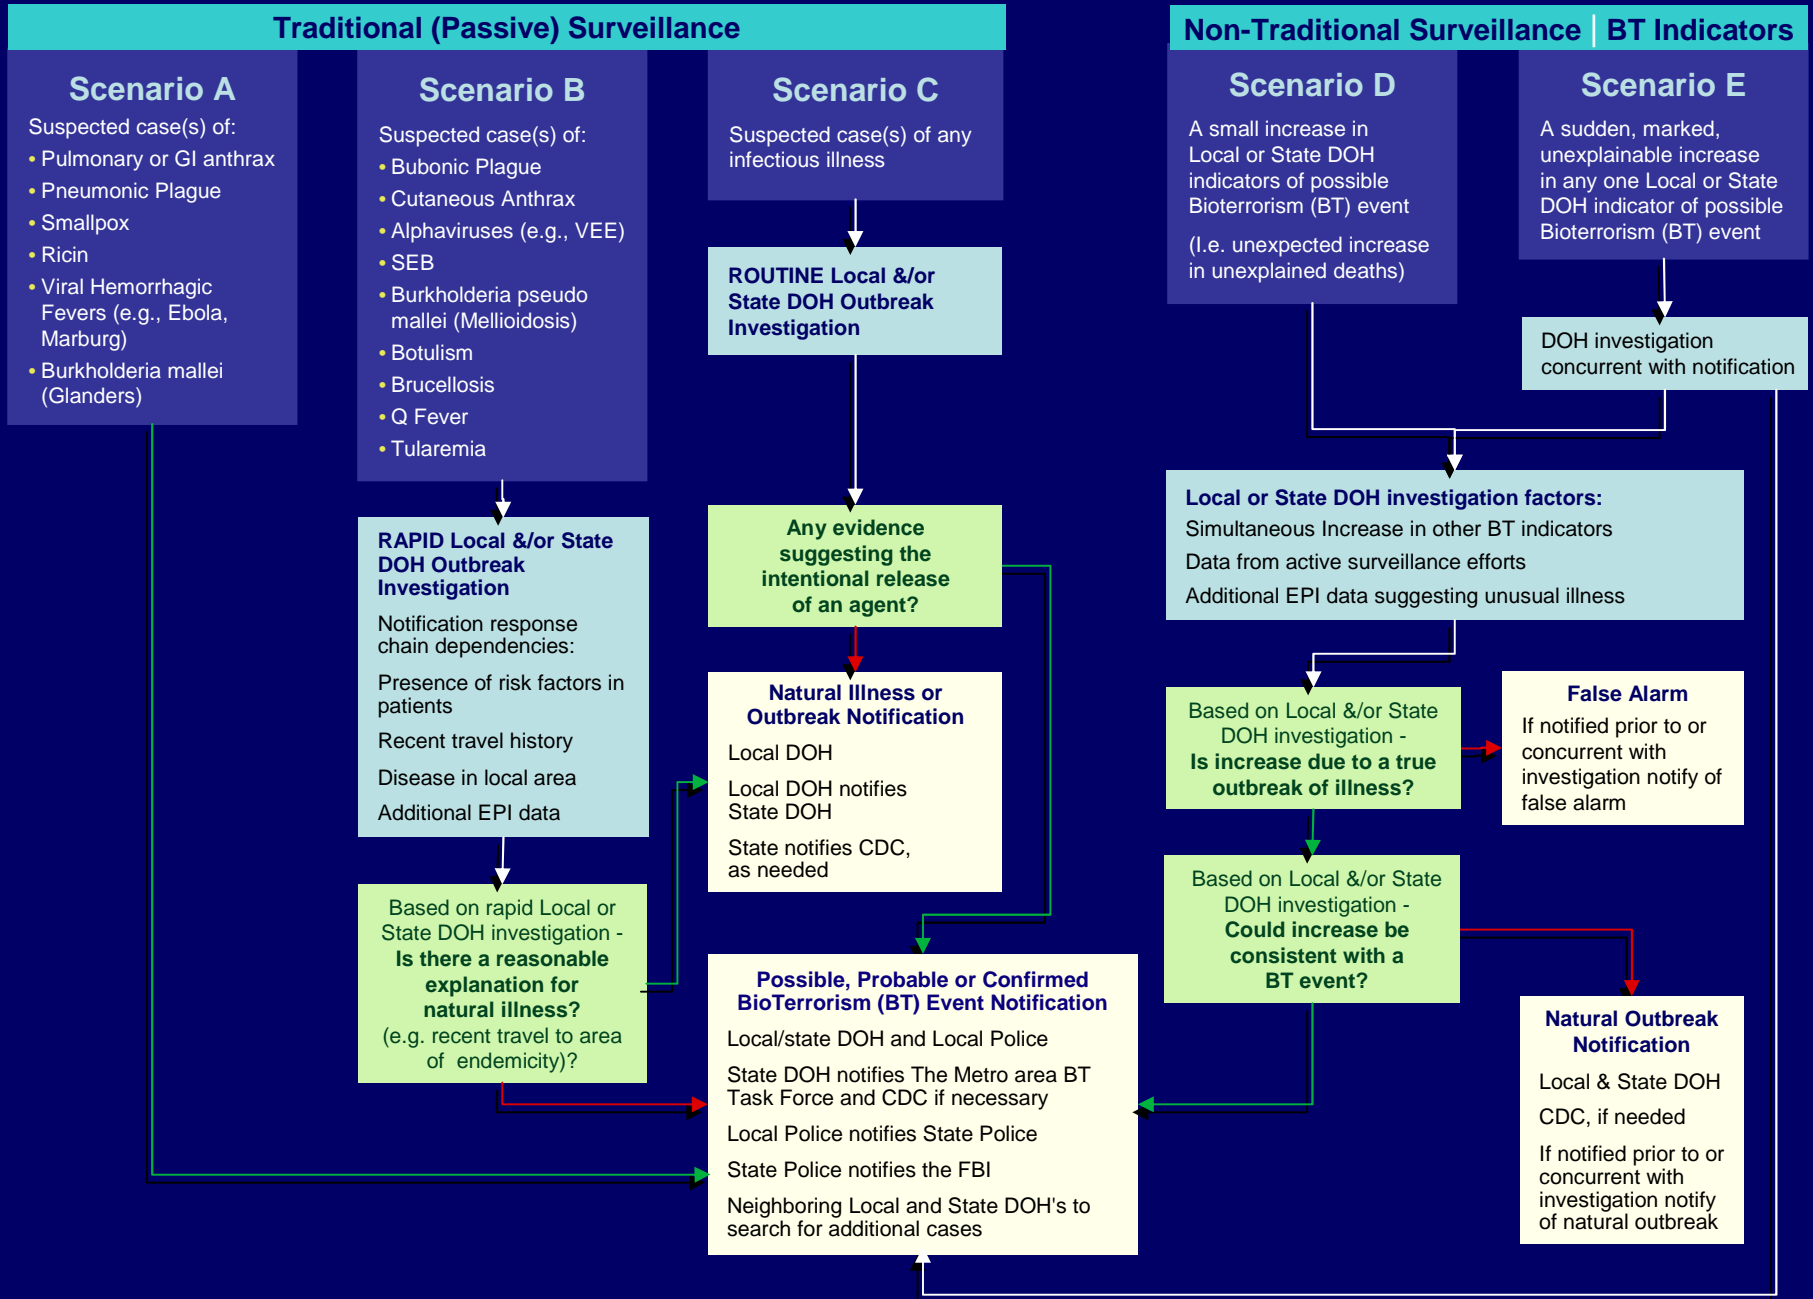 Traditional (Passive) Surveillance
Non-Traditional Surveillance | BT Indicators
Scenario A
Suspected case(s) of:
• Pulmonary or GI anthrax
• Pneumonic Plague
• Smallpox
• Ricin
• Viral Hemorrhagic
Fevers (e.g., Ebola,
Marburg)
• Burkholderia mallei
(Glanders)
Scenario B
Suspected case(s) of:
• Bubonic Plague
• Cutaneous Anthrax
• Alphaviruses (e.g., VEE)
• SEB
• Burkholderia pseudo
mallei (Mellioidosis)
• Botulism
• Brucellosis
• Q Fever
• Tularemia
RAPID Local &/or State
DOH Outbreak
Investigation
Notification response
chain dependencies:
Presence of risk factors in
patients
Recent travel history
Disease in local area
Additional EPI data
Based on rapid Local or
State DOH investigation -
Is there a reasonable
explanation for
natural illness?
(e.g. recent travel to area
of endemicity)?
Scenario C
Suspected case(s) of any
infectious illness
ROUTINE Local &/or
State DOH Outbreak
Investigation
Any evidence
suggesting the
intentional release
of an agent?
Natural Illness or
Outbreak Notification
Local DOH
Local DOH notifies
State DOH
State notifies CDC,
as needed
Possible, Probable or Confirmed
BioTerrorism (BT) Event Notification
Local/state DOH and Local Police
State DOH notifies The Metro area BT
Task Force and CDC if necessary
Local Police notifies State Police
State Police notifies the FBI
Neighboring Local and State DOH's to
search for additional cases
Scenario D
A small increase in
Local or State DOH
indicators of possible
Bioterrorism (BT) event
(I.e. unexpected increase
in unexplained deaths)
Scenario E
A sudden, marked,
unexplainable increase
in any one Local or State
DOH indicator of possible
Bioterrorism (BT) event
DOH investigation
concurrent with notification
Local or State DOH investigation factors:
Simultaneous Increase in other BT indicators
Data from active surveillance efforts
Additional EPI data suggesting unusual illness
Based on Local &/or State
DOH investigation -
Is increase due to a true
outbreak of illness?
False Alarm
If notified prior to or
concurrent with
investigation notify of
false alarm
Based on Local &/or State
DOH investigation -
Could increase be
consistent with a
BT event?
Natural Outbreak
Notification
Local & State DOH
CDC, if needed
If notified prior to or
concurrent with
investigation notify
of natural outbreak